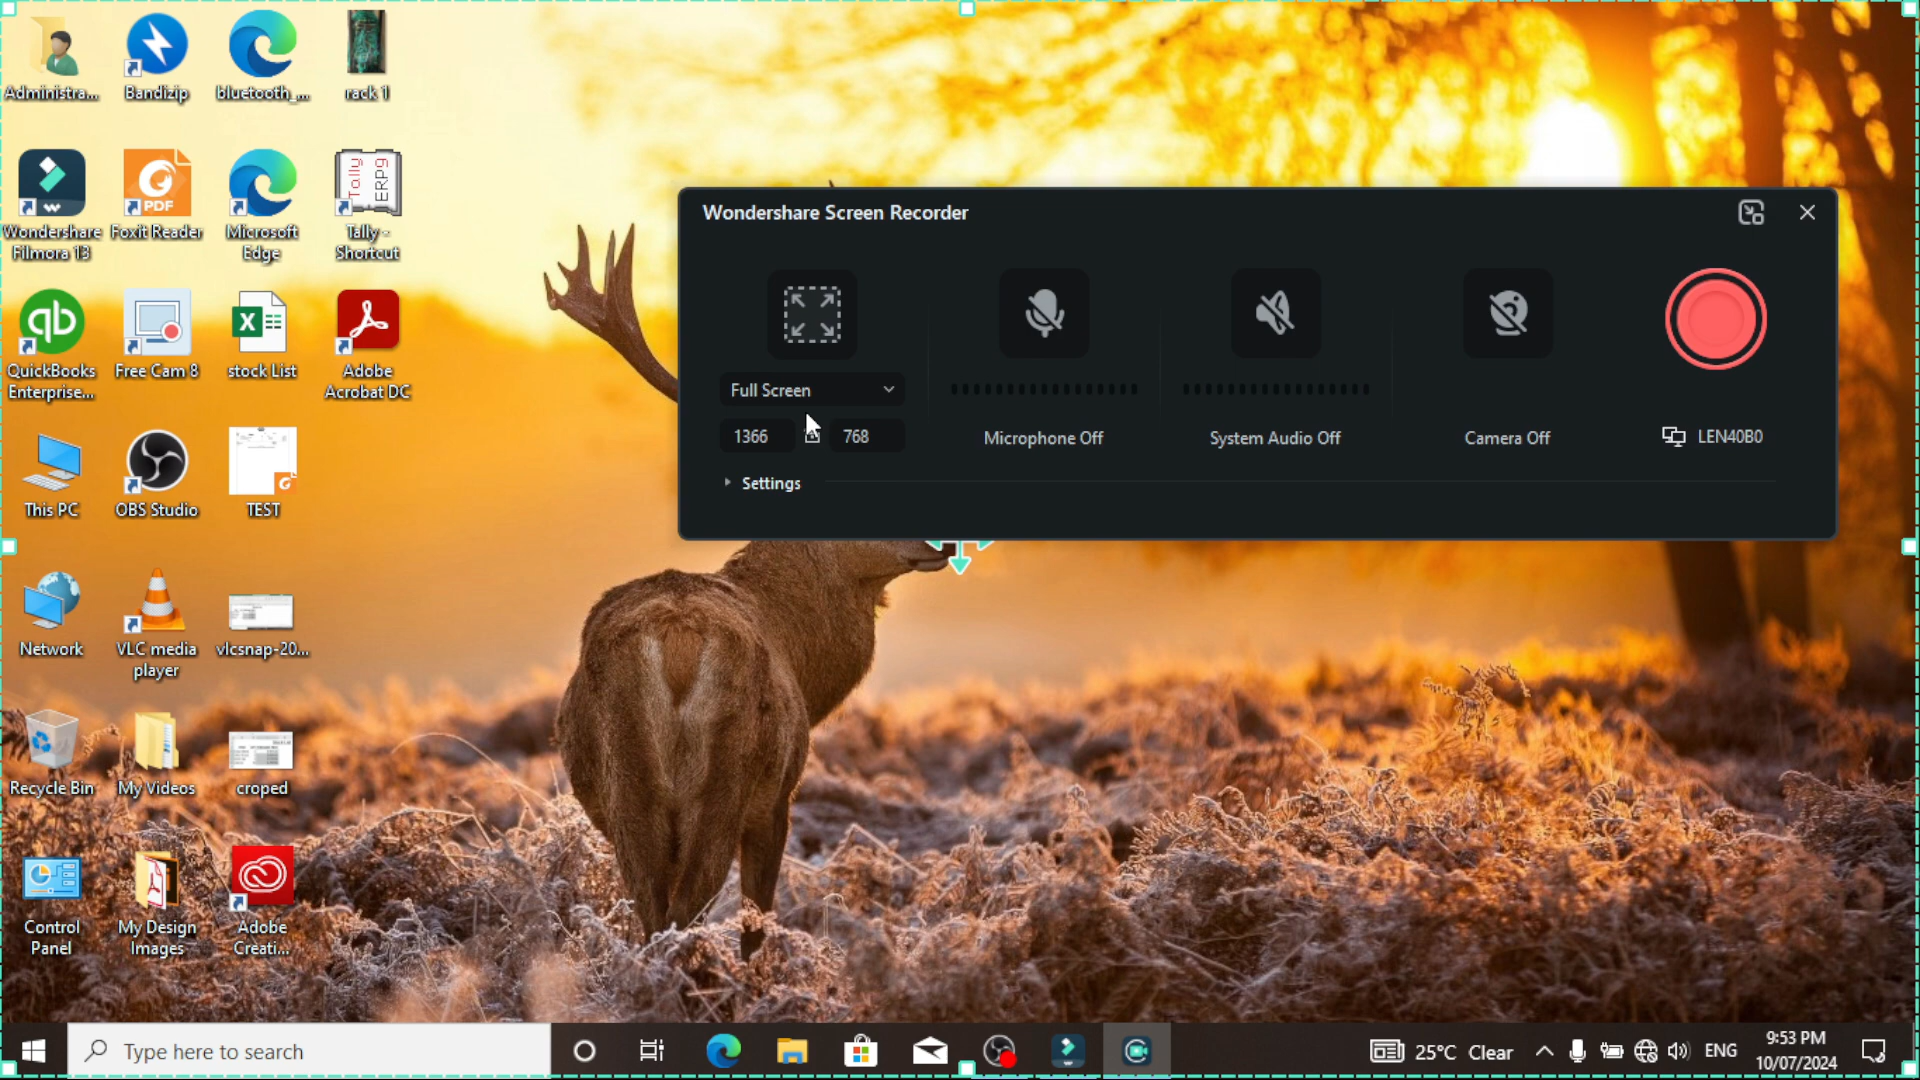 Administra...
Bandizip
bluetooth_...
rack 1
Wondershare
Filmora 13
PDF
Foxit Reader
Microsoft
Edge
Tally
ERP9
Tally -
Shortcut
qb
QuickBooks
Enterprise...
Free Cam 8
stock List
Adobe
Acrobat DC
This PC
OBS Studio
TEST
Network
VLC media
player
vlcsnap-20...
Recycle Bin
My Videos
croped
Control
Panel
My Design
Images
Adobe
Creati...
Wondershare Screen Recorder
Full Screen
1366
768
Microphone Off
System Audio Off
Camera Off
LEN40B0
Settings
Type here to search
25°C Clear
ENG
9:53 PM
10/07/2024